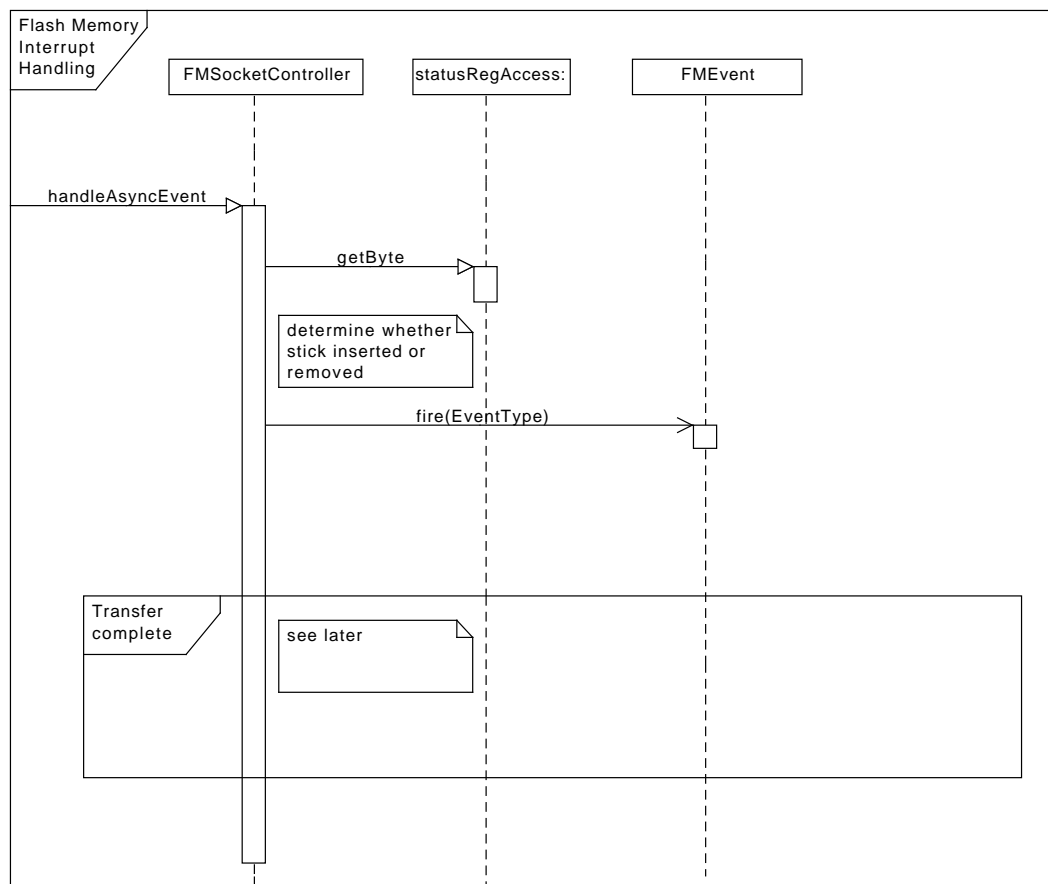 Flash Memory
Interrupt
Handling
FMSocketController
statusRegAccess:
FMEvent
handleAsyncEvent
getByte
determine whether
stick inserted or
removed
fire(EventType)
Transfer
complete
see later